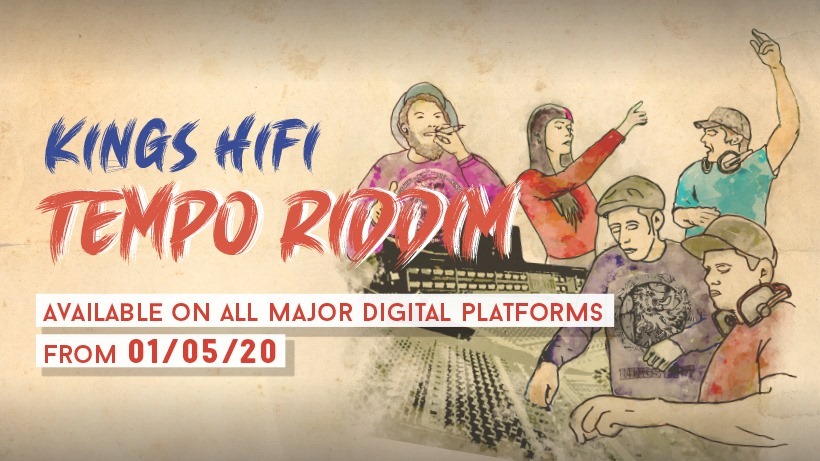 KINGS HIFI
TEMPO RIDDIM
AVAILABLE ON ALL MAJOR DIGITAL PLATFORMS
FROM 01/05/20